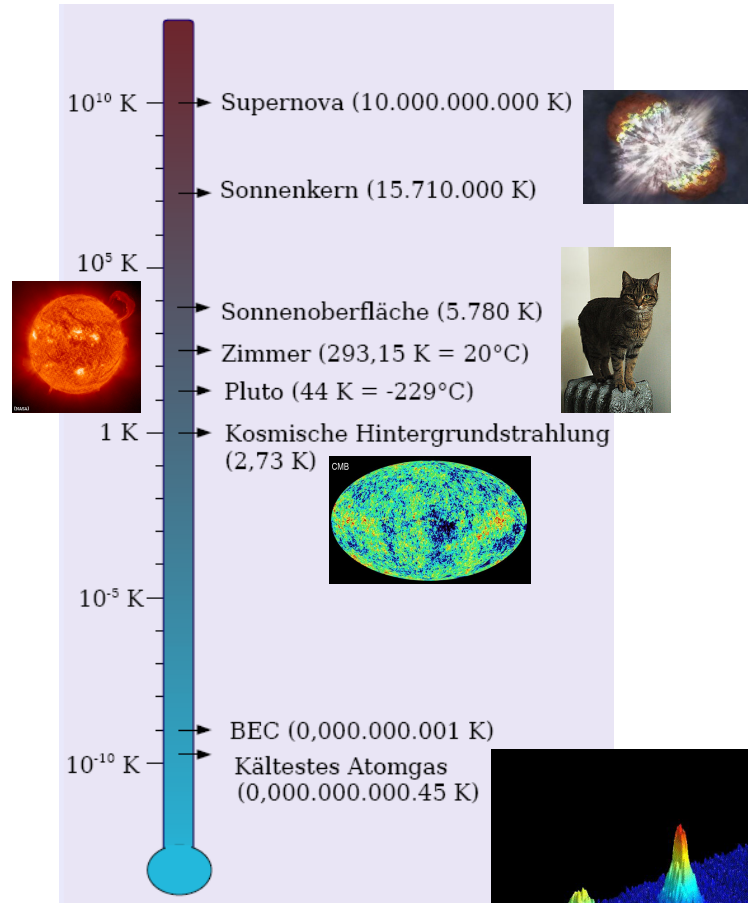 10¹⁰ K
Supernova (10.000.000.000 K)
Sonnenkern (15.710.000 K)
10⁵ K
Sonnenoberfläche (5.780 K)
Zimmer (293,15 K = 20°C)
Pluto (44 K = -229°C)
(NASA)
1 K
Kosmische Hintergrundstrahlung
(2,73 K)
CMB
10⁻⁵ K
BEC (0,000.000.001 K)
10⁻¹⁰ K
Kältestes Atomgas
(0,000.000.000.45 K)